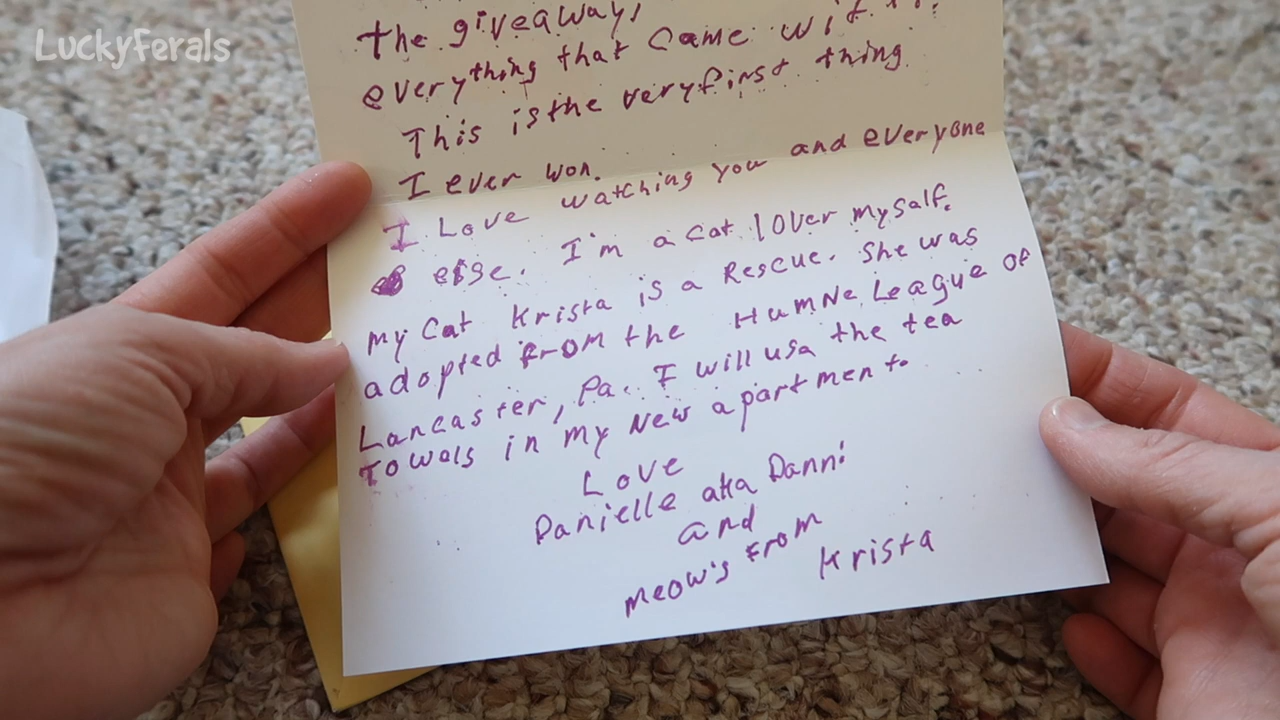 LuckyFerals
the giveaway,
everything that came with it.
This is the very first thing
I ever won.
I Love watching you and everyone
else. I'm a cat lover mysalf.
My Cat Krista is a Rescue. She was
adopted from the HumNe League of
Lancaster, Pa. I will usa the tea
Towals in my New apartment.
Love
Danielle aka Danni
and
meow's From
Krista